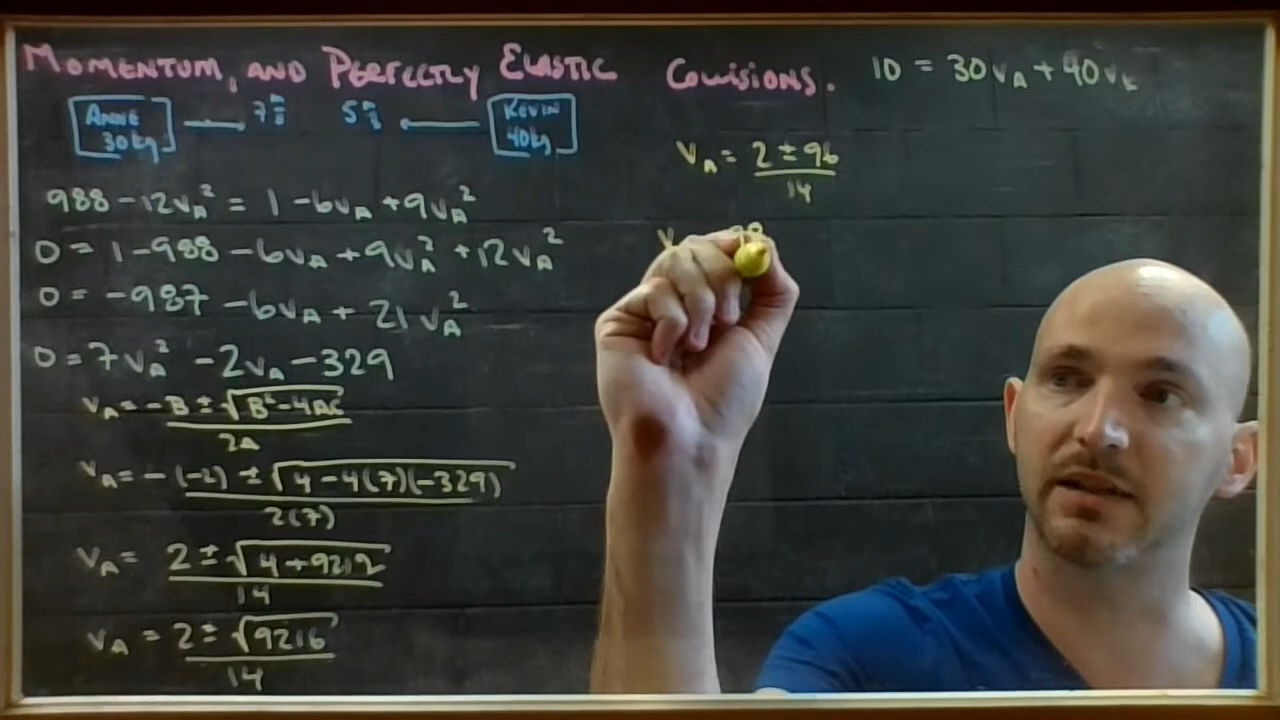 MOMENTUM, AND PERFECTLY ELASTIC COLLISIONS.
10 = 30vA + 40vK
ANNE 30kg → 7 m/s
5 m/s ← KEVIN 40kg
988 - 12vA² = 1 - 6vA + 9vA²
0 = 1 - 988 - 6vA + 9vA² + 12vA²
0 = -987 - 6vA + 21vA²
0 = 7vA² - 2vA - 329
vA = -B ± √B² - 4AC / 2A
vA = -(-2) ± √4 - 4(7)(-329) / 2(7)
vA = 2 ± √4 + 9212 / 14
vA = 2 ± √9216 / 14
vA = 2 ± 96 / 14